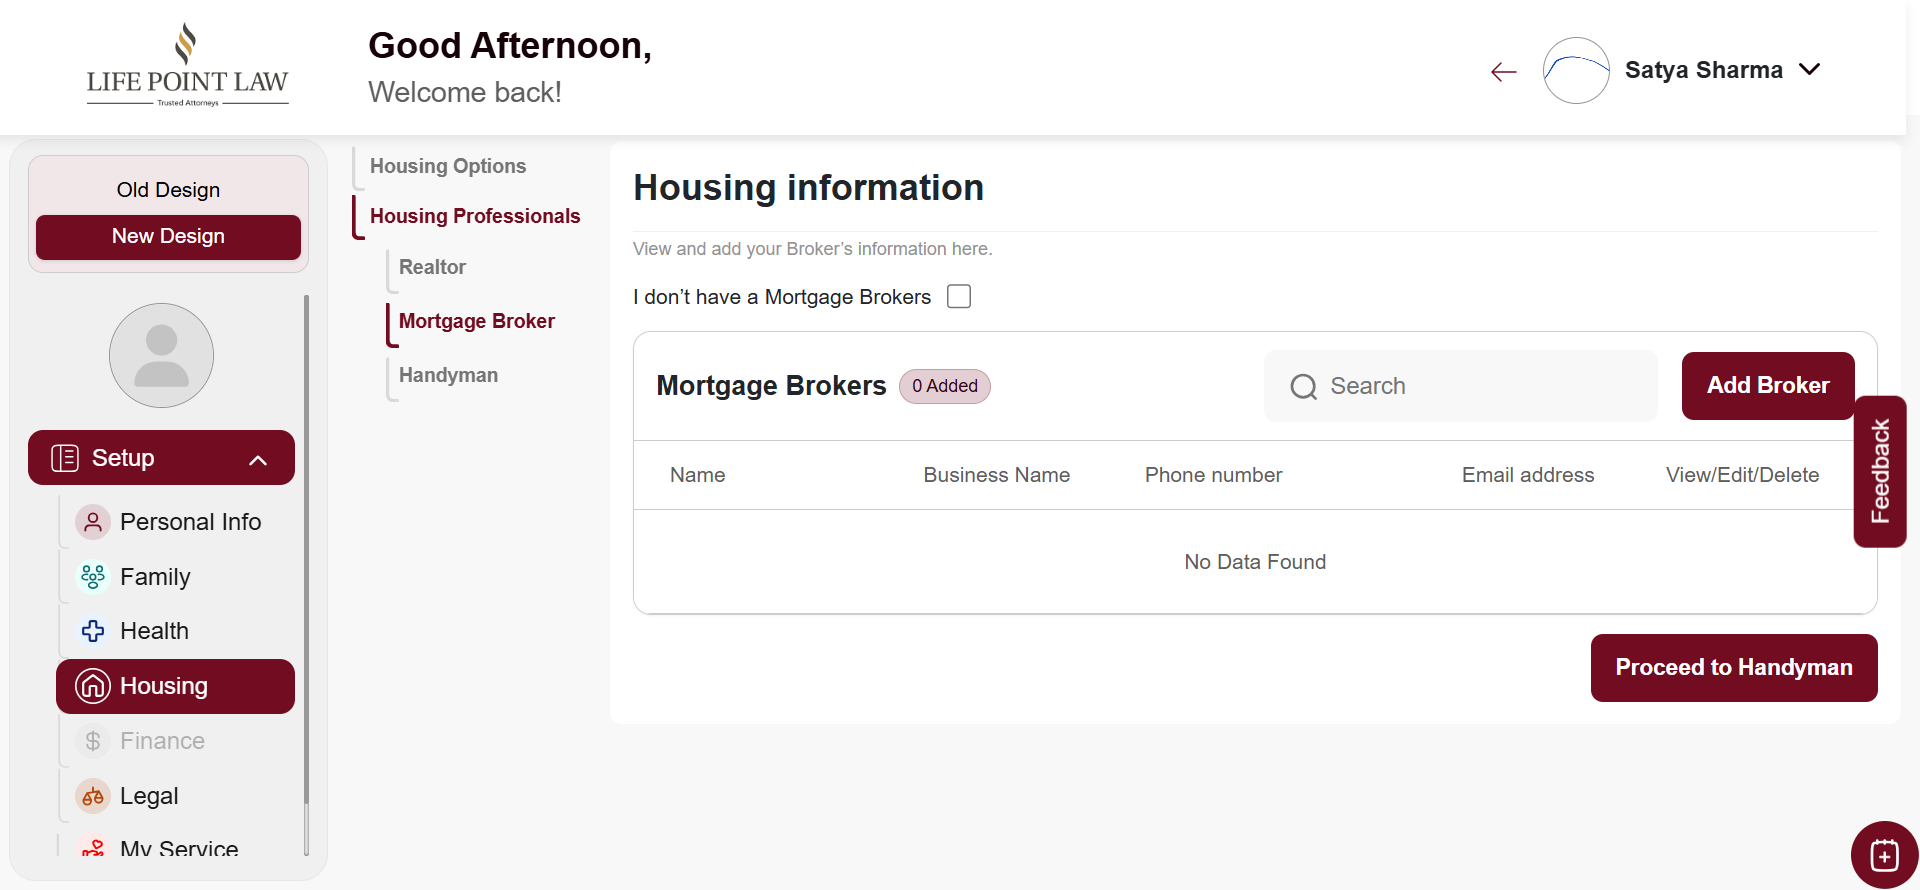 LIFE POINT LAW
Trusted Attorneys
Good Afternoon,
Welcome back!
Satya Sharma
Old Design
New Design
Setup
Personal Info
Family
Health
Housing
Finance
Legal
My Service
Housing Options
Housing Professionals
Realtor
Mortgage Broker
Handyman
Housing information
View and add your Broker’s information here.
I don’t have a Mortgage Brokers
Mortgage Brokers 0 Added
Search
Add Broker
Name Business Name Phone number Email address View/Edit/Delete
No Data Found
Proceed to Handyman
Feedback